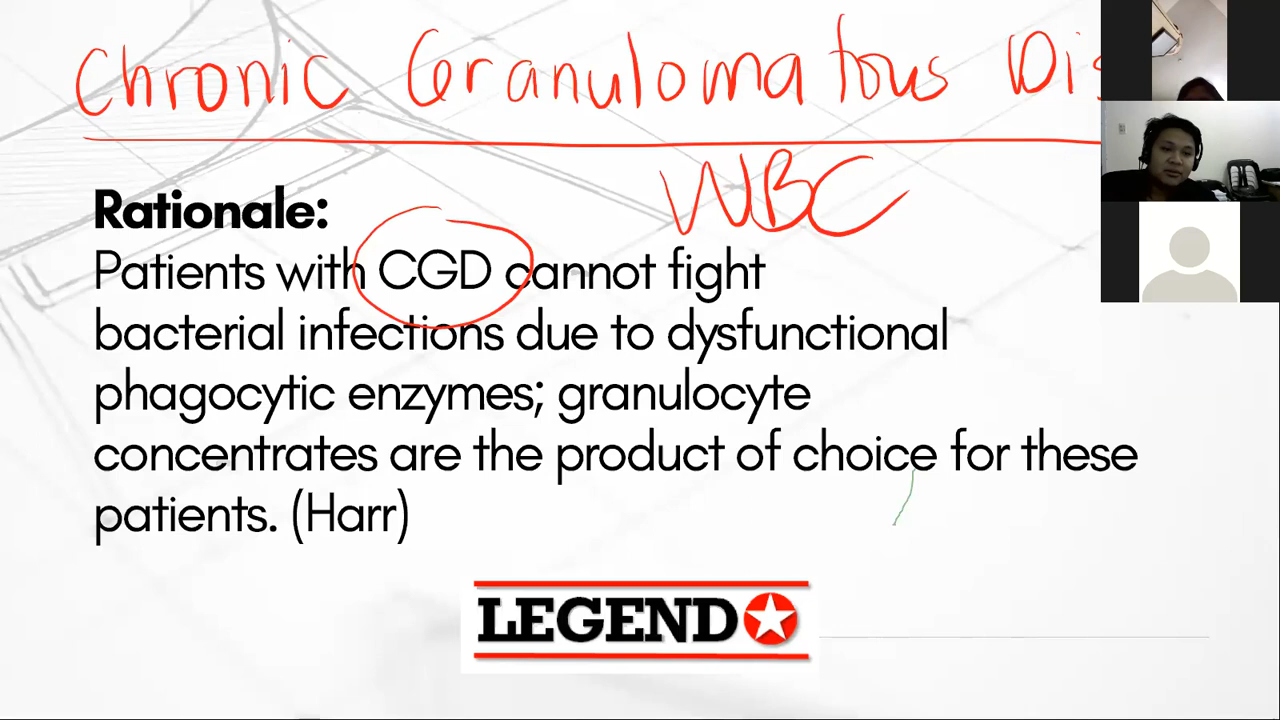 Chronic Granulomatous Dis
WBC
Rationale:
Patients with CGD cannot fight
bacterial infections due to dysfunctional
phagocytic enzymes; granulocyte
concentrates are the product of choice for these
patients. (Harr)
LEGEND